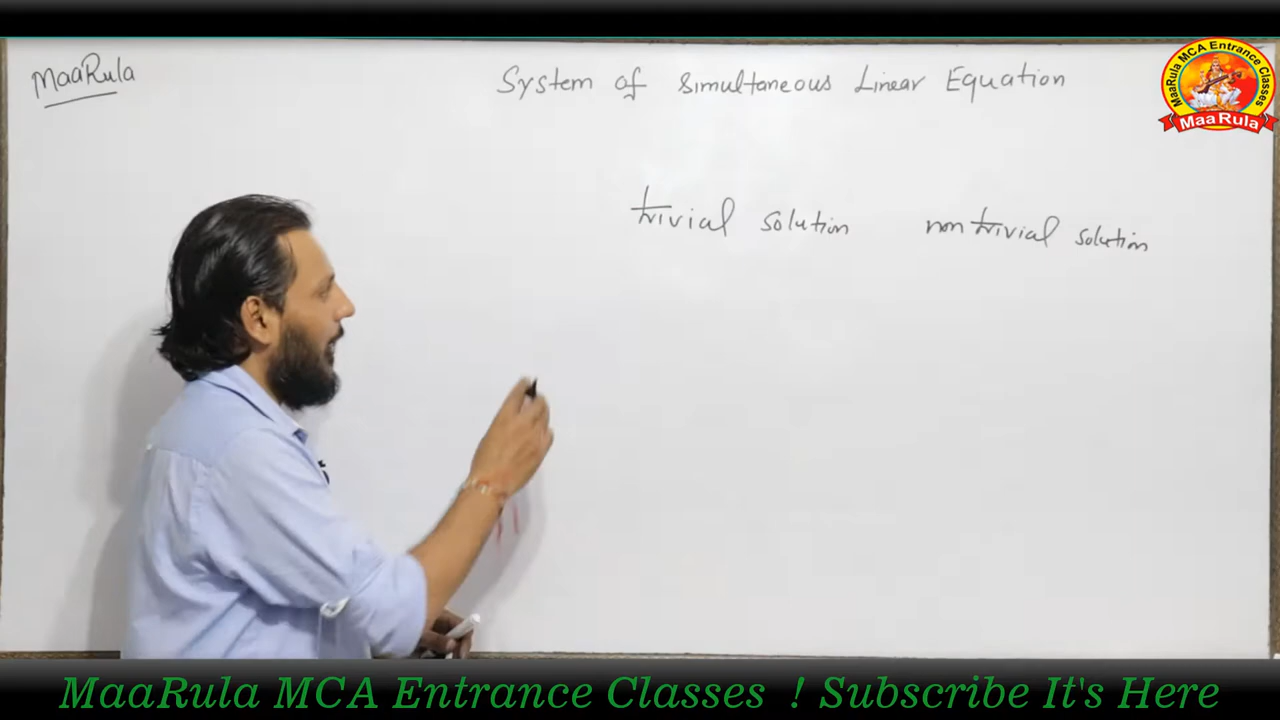 MaaRula
System of Simultaneous Linear Equation
MaaRula MCA Entrance Classes
MaaRula
trivial solution non trivial solution
MaaRula MCA Entrance Classes ! Subscribe It's Here